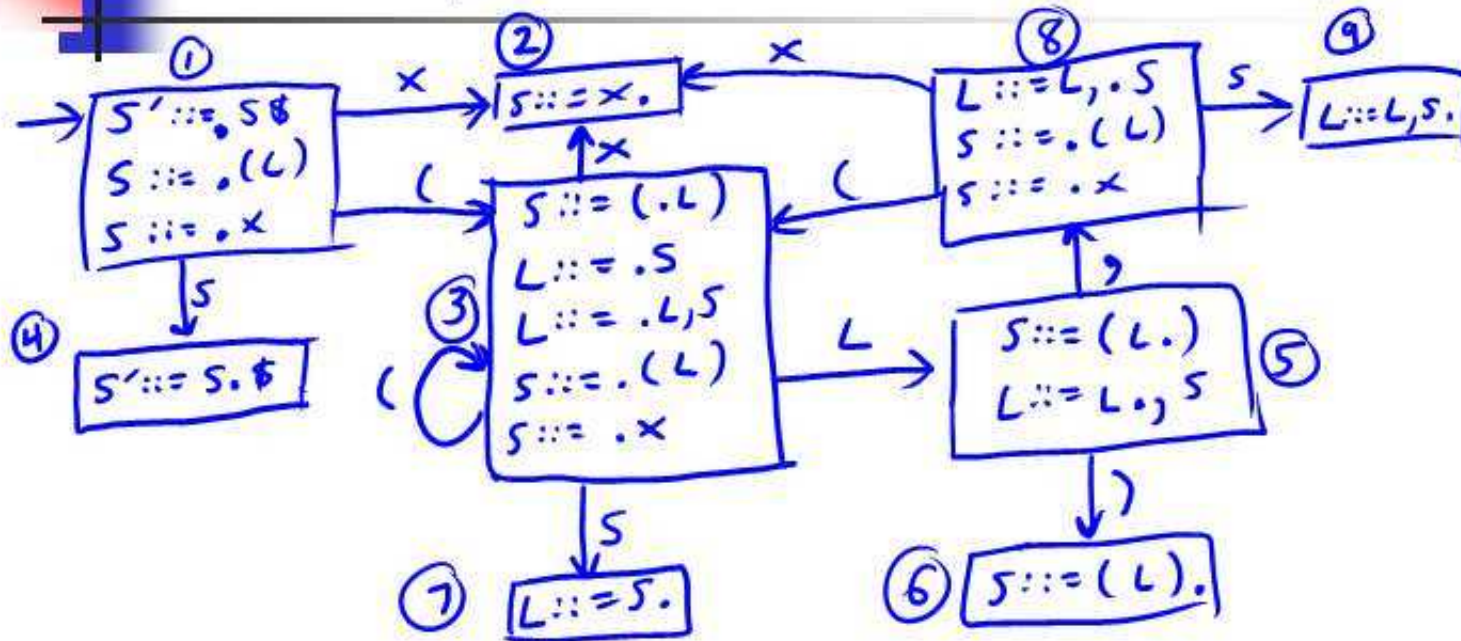 ①
S' ::= . S $
S ::= . ( L )
S ::= . x
x
(
S
④
S' ::= S . $
②
S ::= x .
x
③
S ::= ( . L )
L ::= . S
L ::= . L , S
S ::= . ( L )
S ::= . x
(
L
S
⑦
L ::= S .
x
(
⑧
L ::= L , . S
S ::= . ( L )
S ::= . x
S
⑨
L ::= L , S .
,
S ::= ( L . )
L ::= L . , S
⑤
)
⑥
S ::= ( L ) .